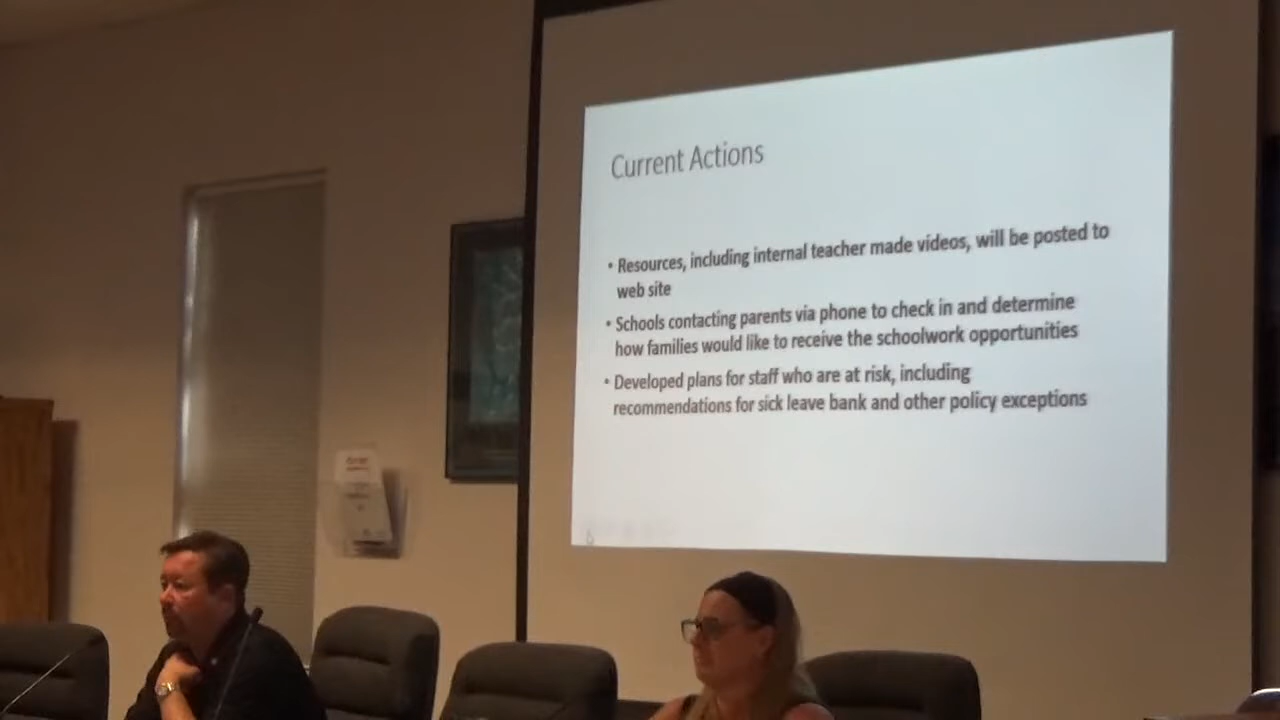 Current Actions
• Resources, including internal teacher made videos, will be posted to
web site
• Schools contacting parents via phone to check in and determine
how families would like to receive the schoolwork opportunities
• Developed plans for staff who are at risk, including
recommendations for sick leave bank and other policy exceptions